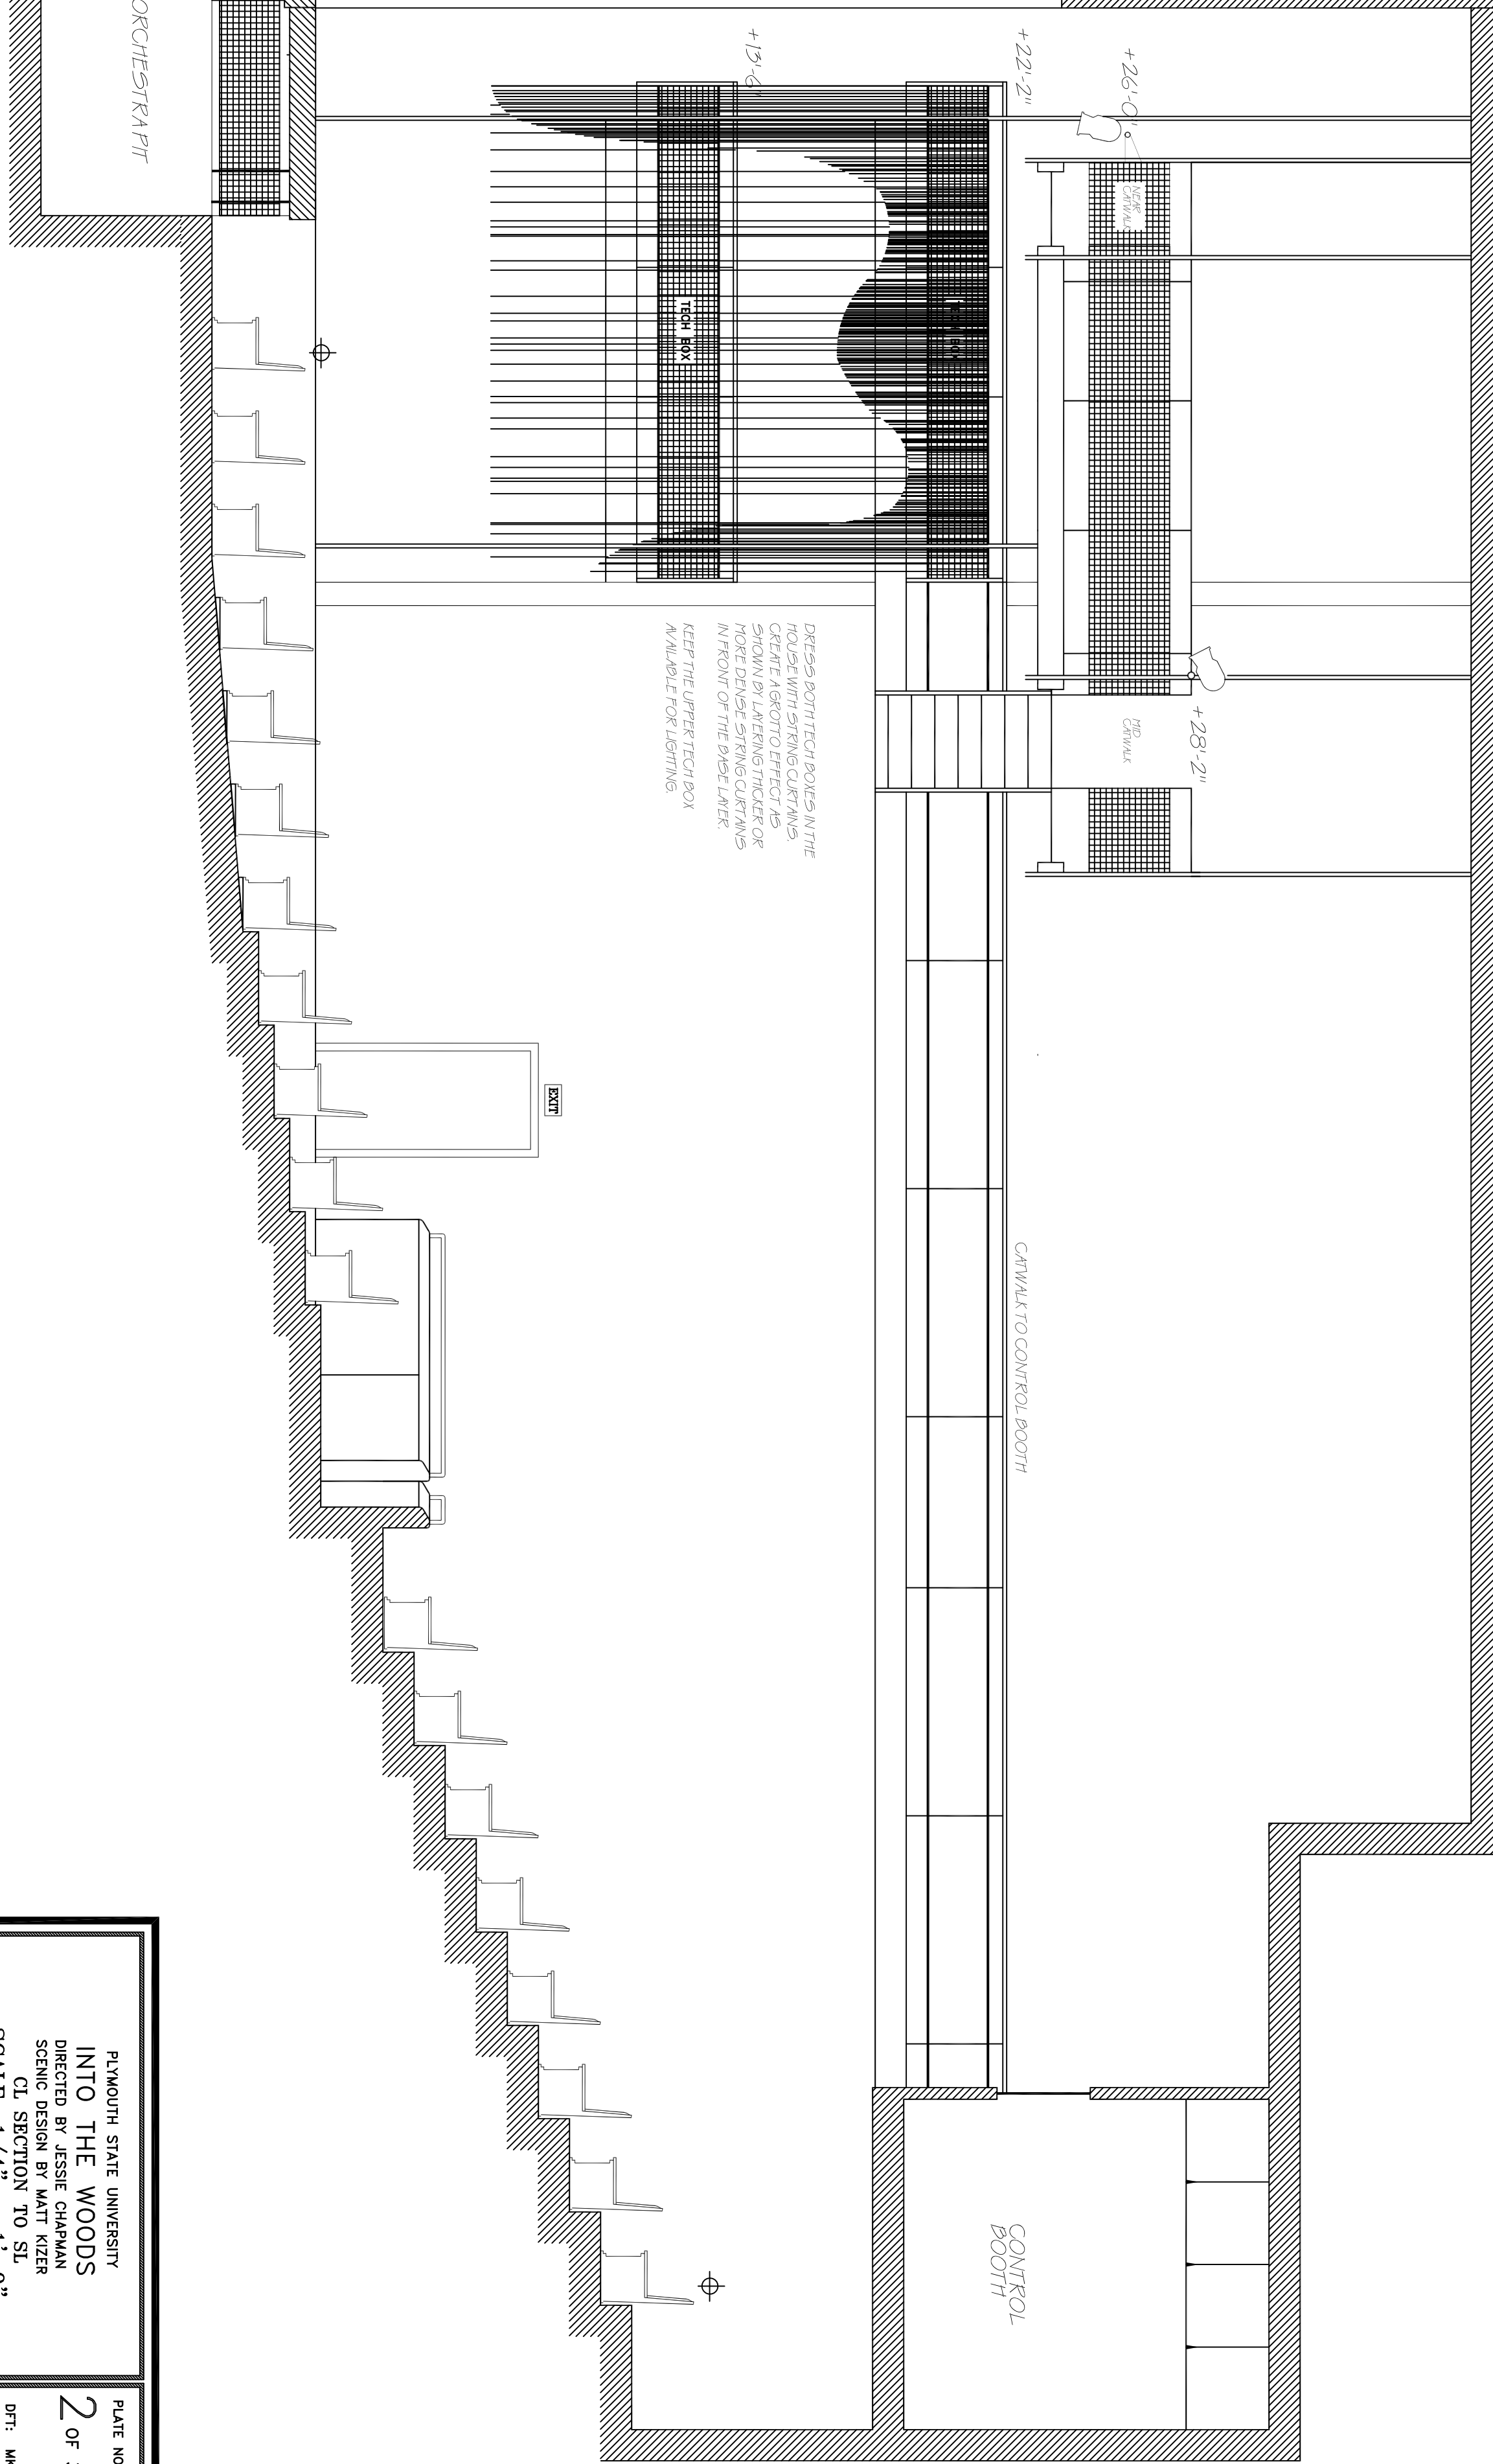 ORCHESTRA PIT
+13'-6"
+22'-2"
+26'-0"
NEAR
CATWALK
TECH BOX
TECH BOX
MID
CATWALK
+28'-2"
DRESS BOTH TECH BOXES IN THE
HOUSE WITH STRING CURTAINS.
CREATE A GROTTO EFFECT AS
SHOWN BY LAYERING THICKER OR
MORE DENSE STRING CURTAINS
IN FRONT OF THE BASE LAYER.
KEEP THE UPPER TECH BOX
AVAILABLE FOR LIGHTING.
EXIT
CATWALK TO CONTROL BOOTH
CONTROL
BOOTH
PLYMOUTH STATE UNIVERSITY
INTO THE WOODS
DIRECTED BY JESSIE CHAPMAN
SCENIC DESIGN BY MATT KIZER
CL SECTION TO SL
PLATE NO
2 OF
DFT: MK